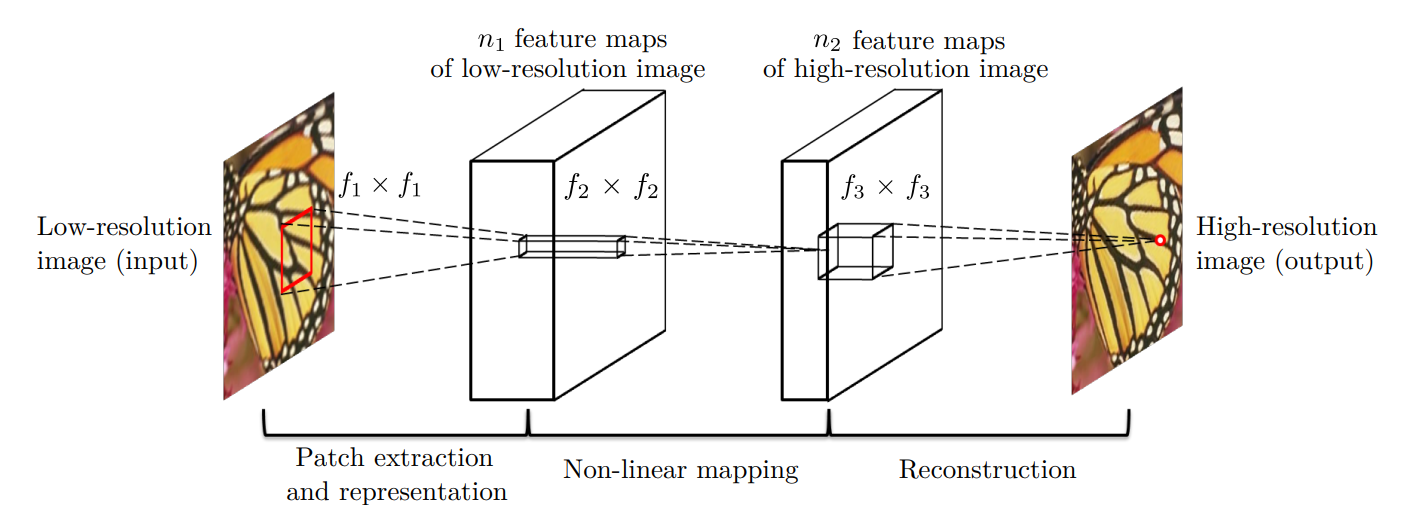 n₁ feature maps
of low-resolution image
n₂ feature maps
of high-resolution image
f₁ × f₁
f₂ × f₂
f₃ × f₃
Low-resolution
image (input)
High-resolution
image (output)
Patch extraction
and representation
Non-linear mapping
Reconstruction